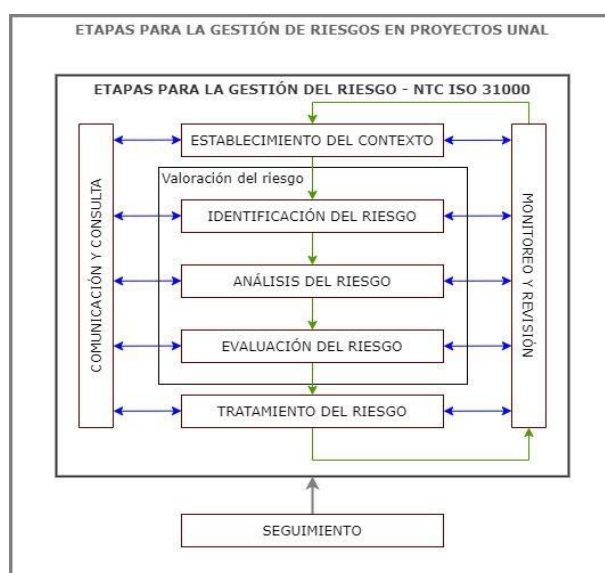 ETAPAS PARA LA GESTIÓN DE RIESGOS EN PROYECTOS UNAL
ETAPAS PARA LA GESTIÓN DEL RIESGO - NTC ISO 31000
ESTABLECIMIENTO DEL CONTEXTO
Valoración del riesgo
IDENTIFICACIÓN DEL RIESGO
ANÁLISIS DEL RIESGO
EVALUACIÓN DEL RIESGO
TRATAMIENTO DEL RIESGO
COMUNICACIÓN Y CONSULTA
MONITOREO Y REVISIÓN
SEGUIMIENTO